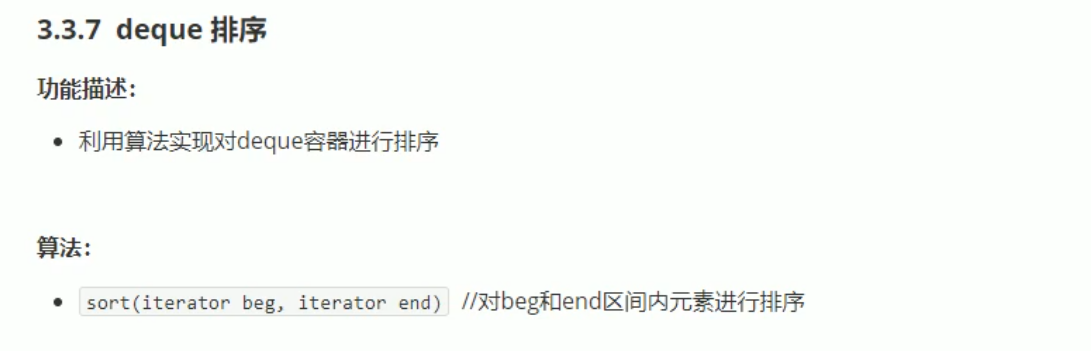 3.3.7 deque 排序
功能描述：
利用算法实现对deque容器进行排序
算法：
sort(iterator beg, iterator end) //对beg和end区间内元素进行排序